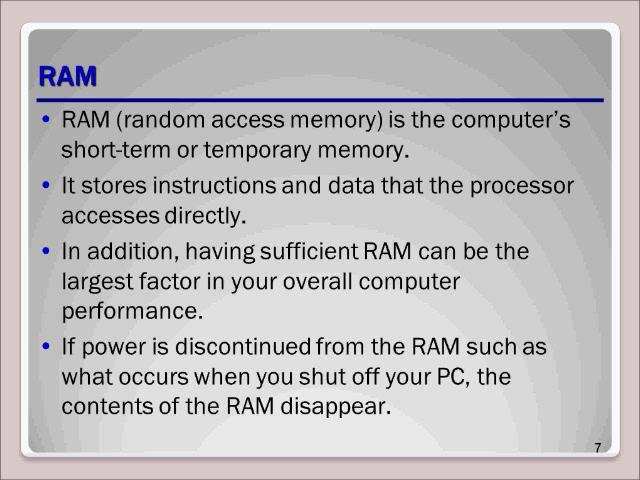 RAM
• RAM (random access memory) is the computer’s
short-term or temporary memory.
• It stores instructions and data that the processor
accesses directly.
• In addition, having sufficient RAM can be the
largest factor in your overall computer
performance.
• If power is discontinued from the RAM such as
what occurs when you shut off your PC, the
contents of the RAM disappear.
7